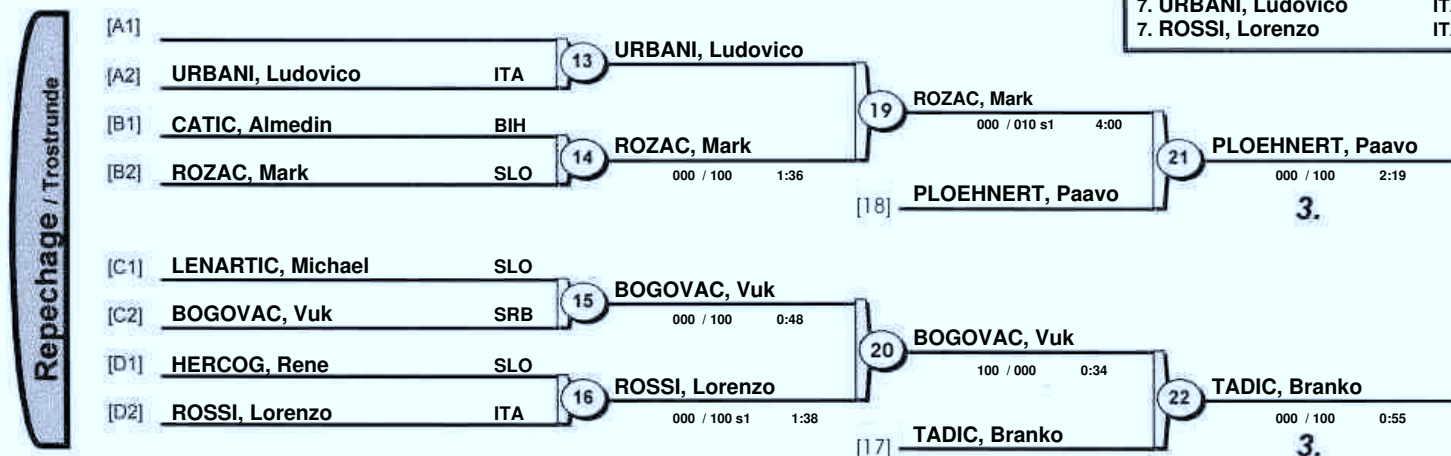 7. URBANI, Ludovico IT
7. ROSSI, Lorenzo IT
Repechage / Trostrunde
[A1]
[A2] URBANI, Ludovico ITA
13 URBANI, Ludovico
[B1] CATIC, Almedin BIH
[B2] ROZAC, Mark SLO
14 ROZAC, Mark
000 / 100 1:36
19 ROZAC, Mark
000 / 010 s1 4:00
[18] PLOEHNERT, Paavo
21 PLOEHNERT, Paavo
000 / 100 2:19
3.
[C1] LENARTIC, Michael SLO
[C2] BOGOVAC, Vuk SRB
15 BOGOVAC, Vuk
000 / 100 0:48
[D1] HERCOG, Rene SLO
[D2] ROSSI, Lorenzo ITA
16 ROSSI, Lorenzo
000 / 100 s1 1:38
20 BOGOVAC, Vuk
100 / 000 0:34
[17] TADIC, Branko
22 TADIC, Branko
000 / 100 0:55
3.